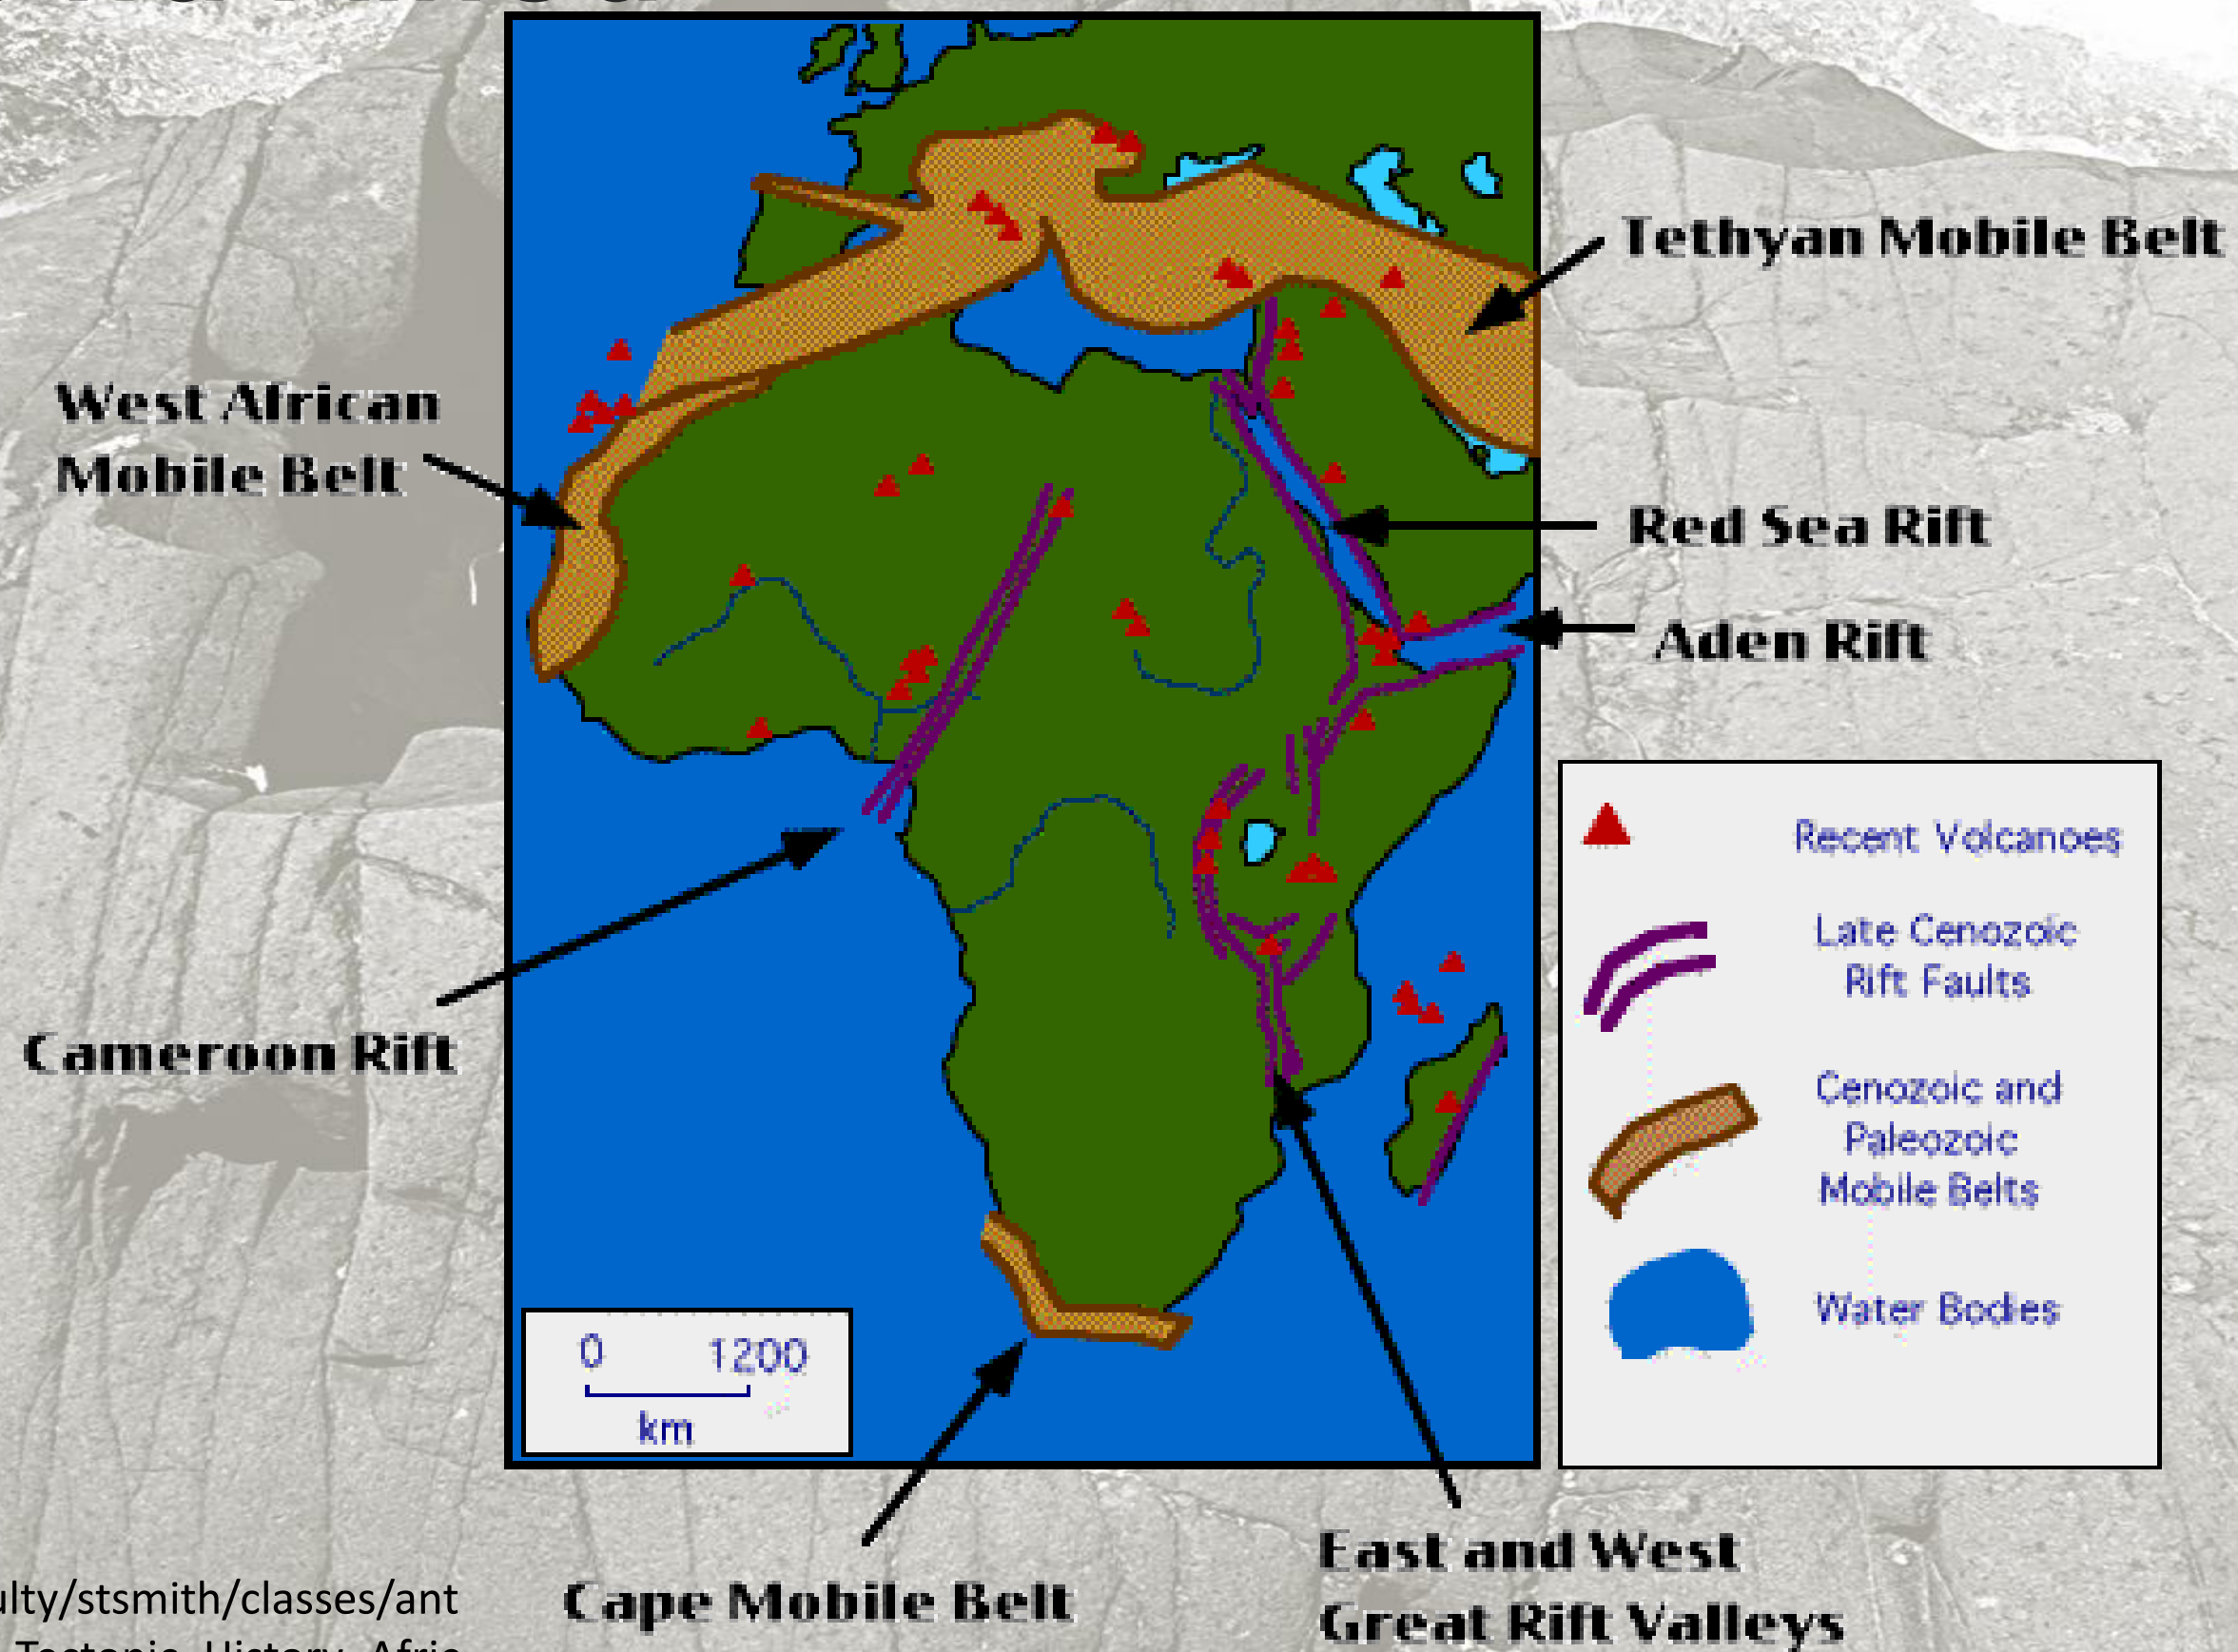 Tethyan Mobile Belt
West African
Mobile Belt
Red Sea Rift
Aden Rift
Recent Volcanoes
Late Cenozoic
Rift Faults
Cameroon Rift
Cenozoic and
Paleozoic
Mobile Belts
Water Bodies
0 1200
km
East and West
Great Rift Valleys
Cape Mobile Belt
ulty/stsmith/classes/ant